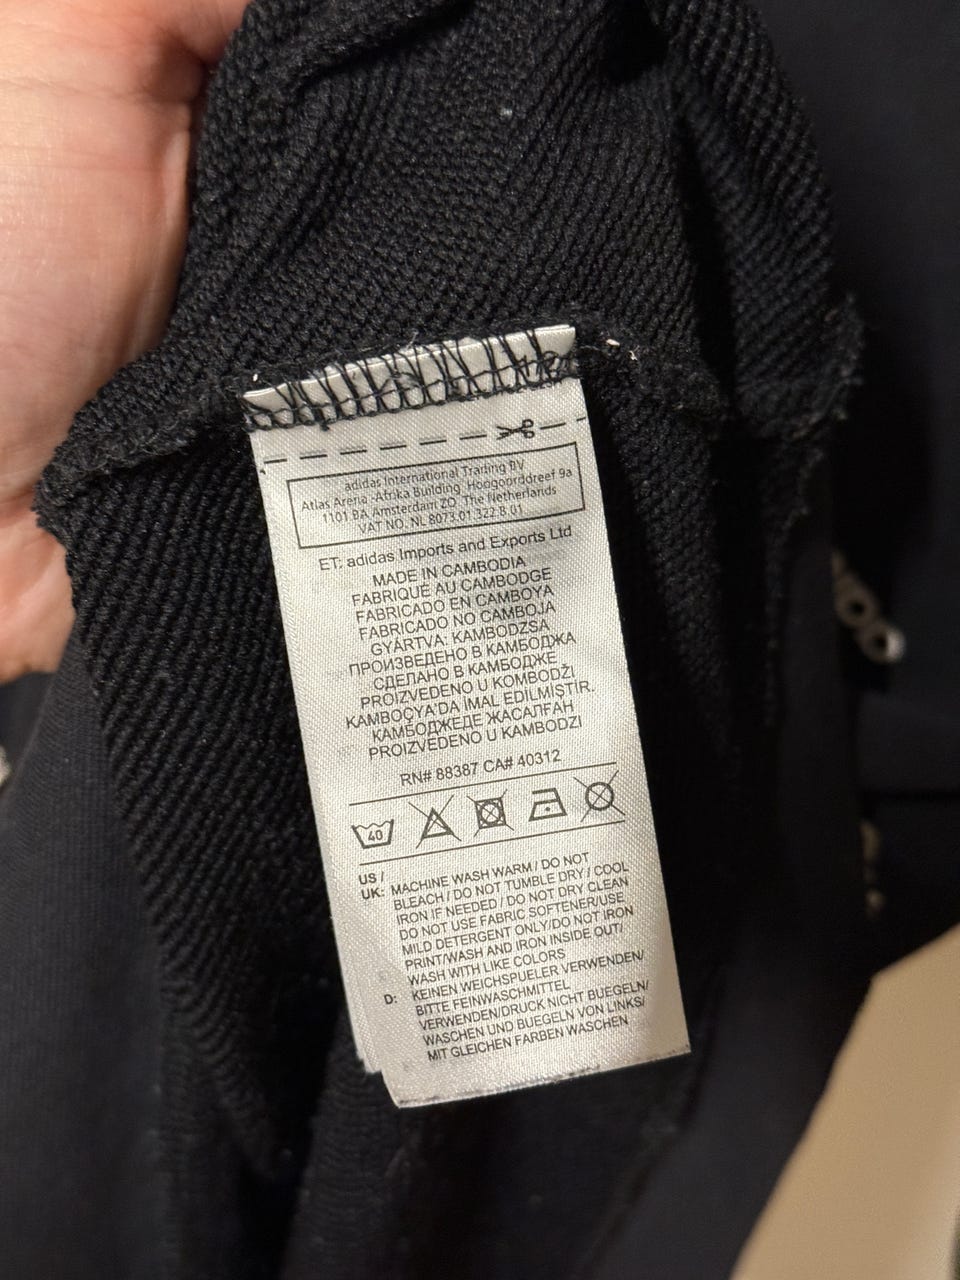 adidas International Trading BV
Atlas Arena -Afrika Building Hoogoorddreef 9a
1101 BA Amsterdam ZO The Netherlands
VAT NO. NL 8073.01.322.B.01
ET: adidas Imports and Exports Ltd
MADE IN CAMBODIA
FABRIQUÉ AU CAMBODGE
FABRICADO EN CAMBOYA
FABRICADO NO CAMBOJA
GYÁRTVA: KAMBODZSA
ПРОИЗВЕДЕНО В КАМБОДЖА
СДЕЛАНО В КАМБОДЖЕ
PROIZVEDENO U KOMBODŽI
KAMBOÇYA'DA İMAL EDİLMİŞTİR.
КАМБОДЖЕДЕ ЖАСАЛҒАН
PROIZVEDENO U KAMBODZI
RN# 88387 CA# 40312
40
US /
UK: MACHINE WASH WARM / DO NOT
BLEACH / DO NOT TUMBLE DRY / COOL
IRON IF NEEDED / DO NOT DRY CLEAN
DO NOT USE FABRIC SOFTENER/USE
MILD DETERGENT ONLY/DO NOT IRON
PRINT/WASH AND IRON INSIDE OUT/
WASH WITH LIKE COLORS
D: KEINEN WEICHSPUELER VERWENDEN/
BITTE FEINWASCHMITTEL
VERWENDEN/DRUCK NICHT BUEGELN/
WASCHEN UND BUEGELN VON LINKS/
MIT GLEICHEN FARBEN WASCHEN